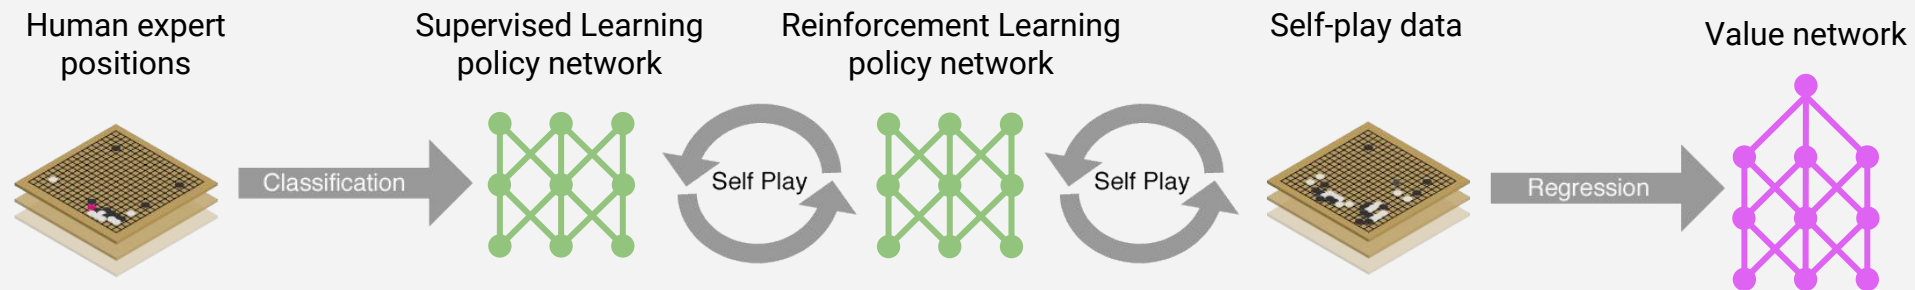 Human expert
positions
Supervised Learning
policy network
Reinforcement Learning
policy network
Self-play data
Value network
Classification
Self Play
Self Play
Regression